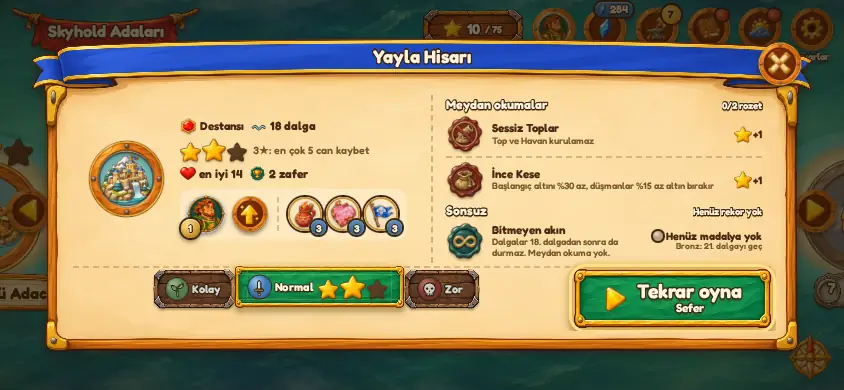 Skyhold Adaları
10 / 75
284
7
Yayla Hisarı
Destansı
18 dalga
3★: en çok 5 can kaybet
en iyi 14
2 zafer
1
3
3
3
Meydan okumalar
0/2 rozet
Sessiz Toplar
Top ve Havan kurulamaz
+1
İnce Kese
Başlangıç altını %30 az, düşmanlar %15 az altın bırakır
+1
Sonsuz
Henüz rekor yok
Bitmeyen akın
Dalgalar 18. dalgadan sonra da
durmaz. Meydan okuma yok.
Henüz madalya yok
Bronz: 21. dalgayı geç
Kolay
Normal
Zor
Tekrar oyna
Sefer
7